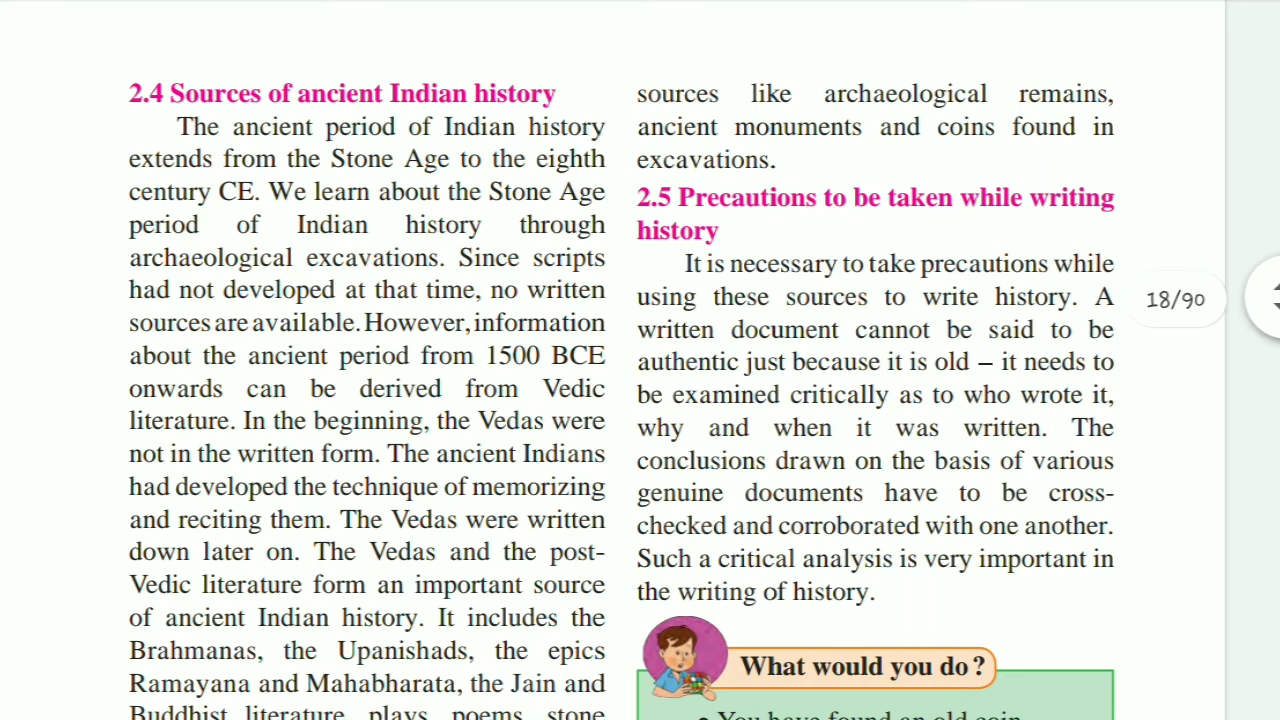 2.4 Sources of ancient Indian history
The ancient period of Indian history
extends from the Stone Age to the eighth
century CE. We learn about the Stone Age
period of Indian history through
archaeological excavations. Since scripts
had not developed at that time, no written
sources are available. However, information
about the ancient period from 1500 BCE
onwards can be derived from Vedic
literature. In the beginning, the Vedas were
not in the written form. The ancient Indians
had developed the technique of memorizing
and reciting them. The Vedas were written
down later on. The Vedas and the post-
Vedic literature form an important source
of ancient Indian history. It includes the
Brahmanas, the Upanishads, the epics
Ramayana and Mahabharata, the Jain and
Buddhist literature plays poems stone
sources like archaeological remains,
ancient monuments and coins found in
excavations.
2.5 Precautions to be taken while writing
history
It is necessary to take precautions while
using these sources to write history. A
written document cannot be said to be
authentic just because it is old – it needs to
be examined critically as to who wrote it,
why and when it was written. The
conclusions drawn on the basis of various
genuine documents have to be cross-
checked and corroborated with one another.
Such a critical analysis is very important in
the writing of history.
What would you do?
• You have found an old coin
18/90